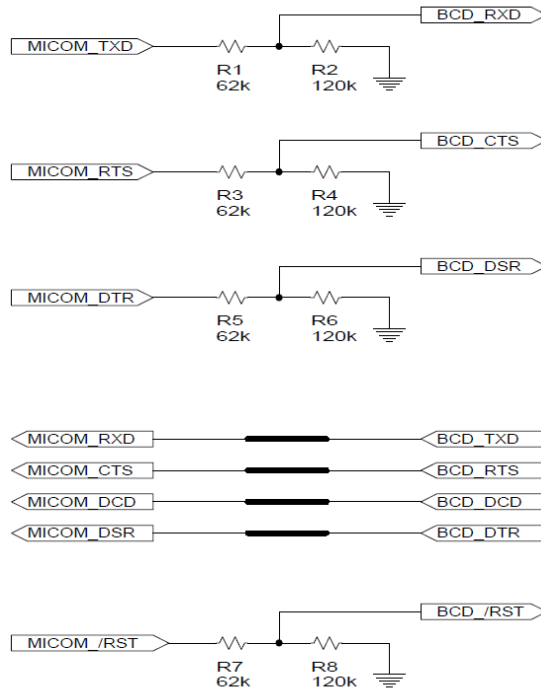 BCD_RXD
MICOM_TXD
R1 R2
62k 120k
BCD_CTS
MICOM_RTS
R3 R4
62k 120k
BCD_DSR
MICOM_DTR
R5 R6
62k 120k
MICOM_RXD BCD_TXD
MICOM_CTS BCD_RTS
MICOM_DCD BCD_DCD
MICOM_DSR BCD_DTR
BCD_/RST
MICOM_/RST
R7 R8
62k 120k